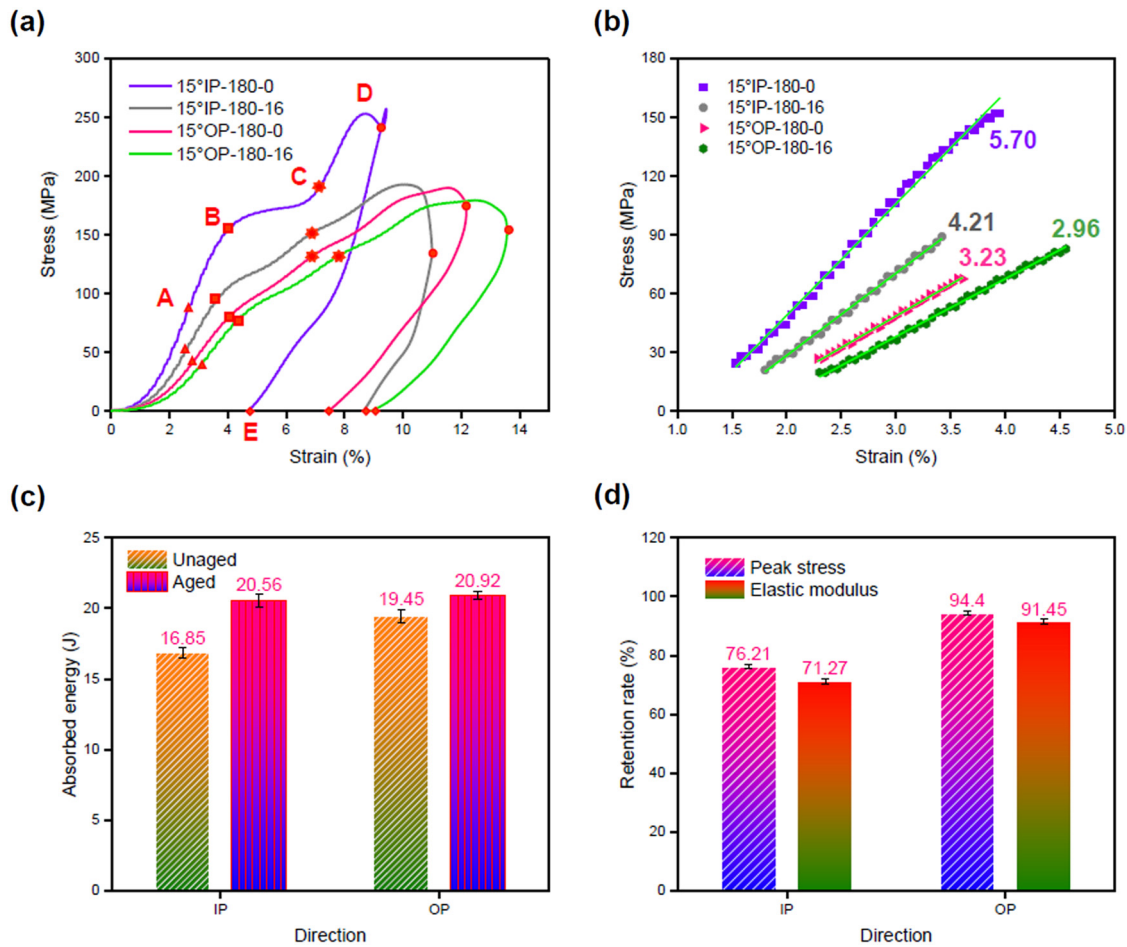 (a)
300
250
200
150
100
50
0
Stress (MPa)
15°IP-180-0
15°IP-180-16
15°OP-180-0
15°OP-180-16
A
B
C
D
E
0 2 4 6 8 10 12 14
Strain (%)
(b)
180
150
120
90
60
30
0
Stress (MPa)
15°IP-180-0
15°IP-180-16
15°OP-180-0
15°OP-180-16
5.70
4.21
3.23
2.96
1.0 1.5 2.0 2.5 3.0 3.5 4.0 4.5 5.0
Strain (%)
(c)
25
20
15
10
5
0
Absorbed energy (J)
Unaged
Aged
16.85
20.56
19.45
20.92
IP OP
Direction
(d)
120
100
80
60
40
20
0
Retention rate (%)
Peak stress
Elastic modulus
76.21
71.27
94.4
91.45
IP OP
Direction